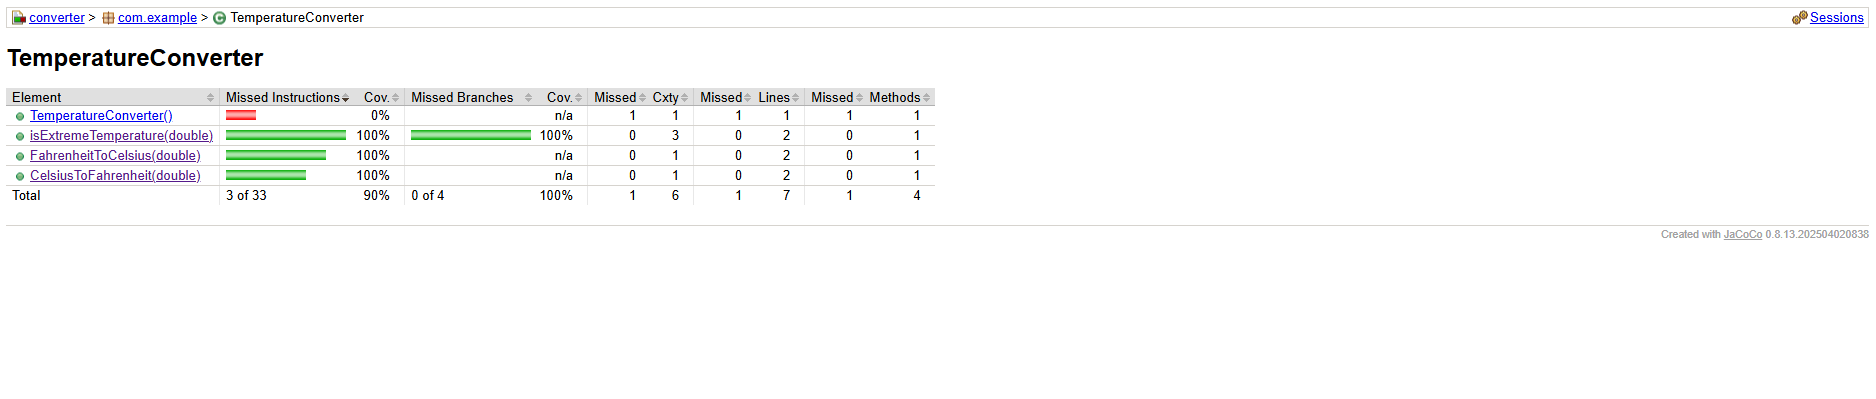 converter > com.example > TemperatureConverter Sessions
TemperatureConverter
Element Missed Instructions Cov. Missed Branches Cov. Missed Cxty Missed Lines Missed Methods
TemperatureConverter() 0% n/a 1 1 1 1 1 1
isExtremeTemperature(double) 100% 100% 0 3 0 2 0 1
FahrenheitToCelsius(double) 100% n/a 0 1 0 2 0 1
CelsiusToFahrenheit(double) 100% n/a 0 1 0 2 0 1
Total 3 of 33 90% 0 of 4 100% 1 6 1 7 1 4
Created with JaCoCo 0.8.13.202504020838